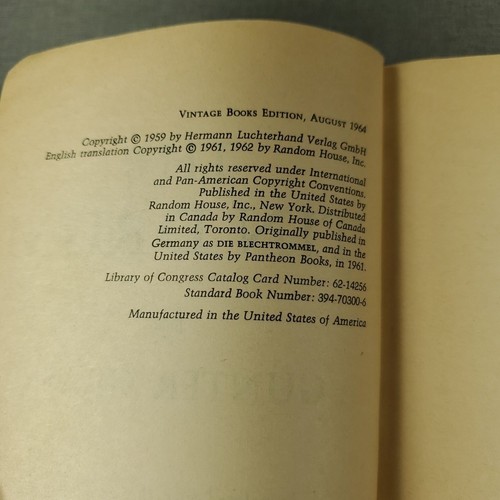 VINTAGE BOOKS EDITION, AUGUST 1964
Copyright © 1959 by Hermann Luchterhand Verlag GmbH
English translation Copyright © 1961, 1962 by Random House, Inc.
All rights reserved under International
and Pan-American Copyright Conventions.
Published in the United States by
Random House, Inc., New York. Distributed
in Canada by Random House of Canada
Limited, Toronto. Originally published in
Germany as DIE BLECHTROMMEL, and in the
United States by Pantheon Books, in 1961.
Library of Congress Catalog Card Number: 62-14256
Standard Book Number: 394-70300-6
Manufactured in the United States of America